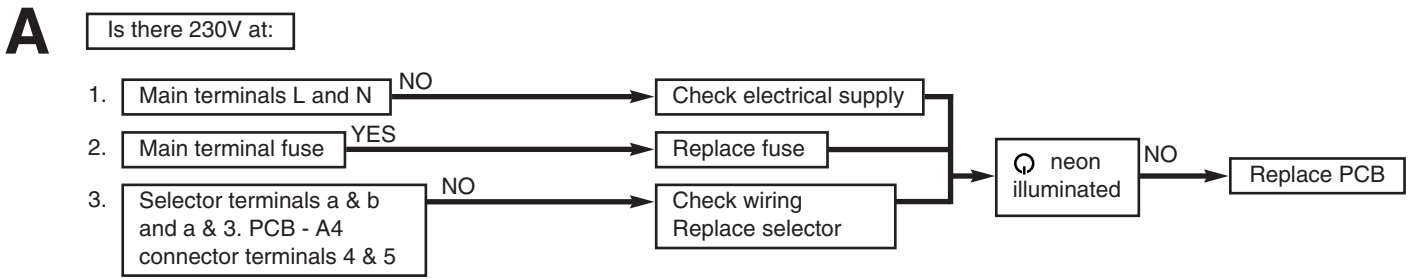 A
Is there 230V at:
1. Main terminals L and N
NO
Check electrical supply
2. Main terminal fuse
YES
Replace fuse
3. Selector terminals a & b
and a & 3. PCB - A4
connector terminals 4 & 5
NO
Check wiring
Replace selector
neon
illuminated
NO
Replace PCB